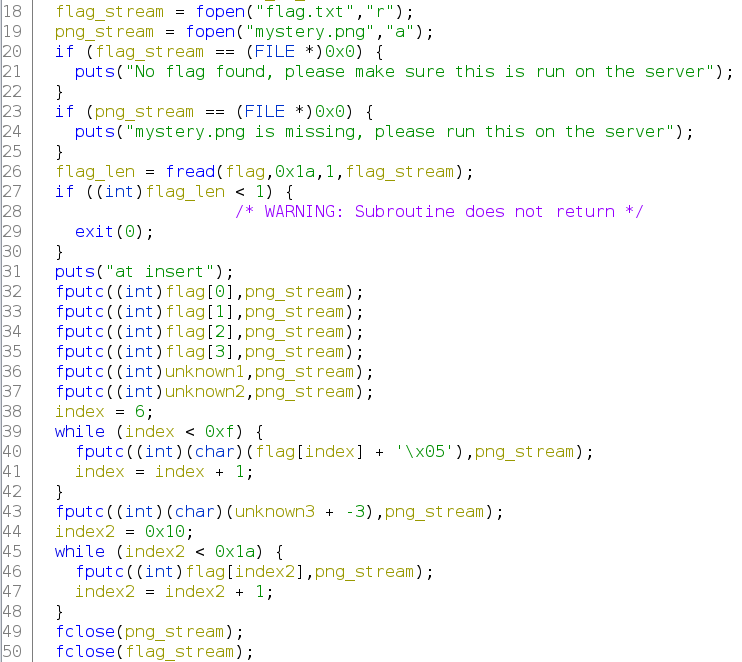 18 flag_stream = fopen("flag.txt","r");
19 png_stream = fopen("mystery.png","a");
20 if (flag_stream == (FILE *)0x0) {
21 puts("No flag found, please make sure this is run on the server");
22 }
23 if (png_stream == (FILE *)0x0) {
24 puts("mystery.png is missing, please run this on the server");
25 }
26 flag_len = fread(flag,0x1a,1,flag_stream);
27 if ((int)flag_len < 1) {
28 /* WARNING: Subroutine does not return */
29 exit(0);
30 }
31 puts("at insert");
32 fputc((int)flag[0],png_stream);
33 fputc((int)flag[1],png_stream);
34 fputc((int)flag[2],png_stream);
35 fputc((int)flag[3],png_stream);
36 fputc((int)unknown1,png_stream);
37 fputc((int)unknown2,png_stream);
38 index = 6;
39 while (index < 0xf) {
40 fputc((int)(char)(flag[index] + '\x05'),png_stream);
41 index = index + 1;
42 }
43 fputc((int)(char)(unknown3 + -3),png_stream);
44 index2 = 0x10;
45 while (index2 < 0x1a) {
46 fputc((int)flag[index2],png_stream);
47 index2 = index2 + 1;
48 }
49 fclose(png_stream);
50 fclose(flag_stream);